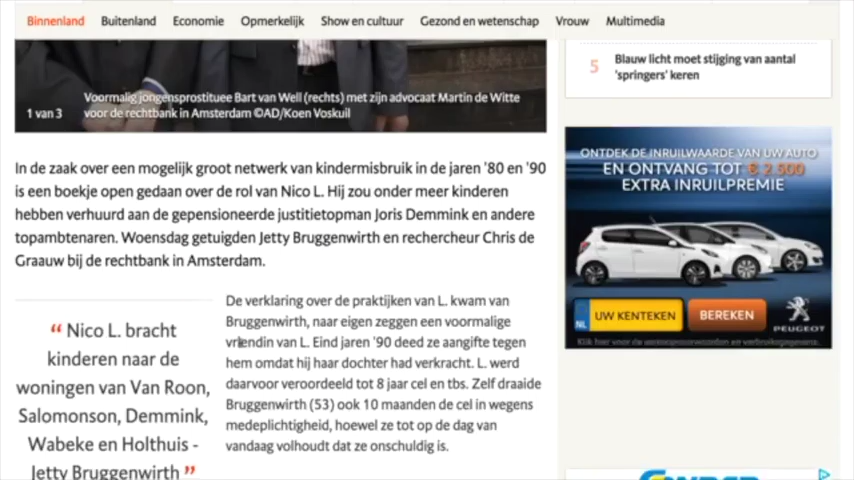 Binnenland Buitenland Economie Opmerkelijk Show en cultuur Gezond en wetenschap Vrouw Multimedia
Voormalig jongensprostituee Bart van Well (rechts) met zijn advocaat Martin de Witte
1 van 3 voor de rechtbank in Amsterdam ©AD/Koen Voskuil
In de zaak over een mogelijk groot netwerk van kindermisbruik in de jaren '80 en '90
is een boekje open gedaan over de rol van Nico L. Hij zou onder meer kinderen
hebben verhuurd aan de gepensioneerde justitietopman Joris Demmink en andere
topambtenaren. Woensdag getuigden Jetty Bruggenwirth en rechercheur Chris de
Graauw bij de rechtbank in Amsterdam.
“ Nico L. bracht
kinderen naar de
woningen van Van Roon,
Salomonson, Demmink,
Wabeke en Holthuis -
Jetty Bruggenwirth ”
De verklaring over de praktijken van L. kwam van
Bruggenwirth, naar eigen zeggen een voormalige
vriendin van L. Eind jaren '90 deed ze aangifte tegen
hem omdat hij haar dochter had verkracht. L. werd
daarvoor veroordeeld tot 8 jaar cel en tbs. Zelf draaide
Bruggenwirth (53) ook 10 maanden de cel in wegens
medeplichtigheid, hoewel ze tot op de dag van
vandaag volhoudt dat ze onschuldig is.
5 Blauw licht moet stijging van aantal
'springers' keren
ONTDEK DE INRUILWAARDE VAN UW AUTO
EN ONTVANG TOT € 2.500
EXTRA INRUILPREMIE
NL UW KENTEKEN BEREKEN
PEUGEOT
Klik hier voor de